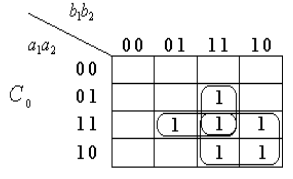 b₁b₂
a₁a₂ 00 01 11 10
00
C₀ 01 1
11 1 1 1
10 1 1